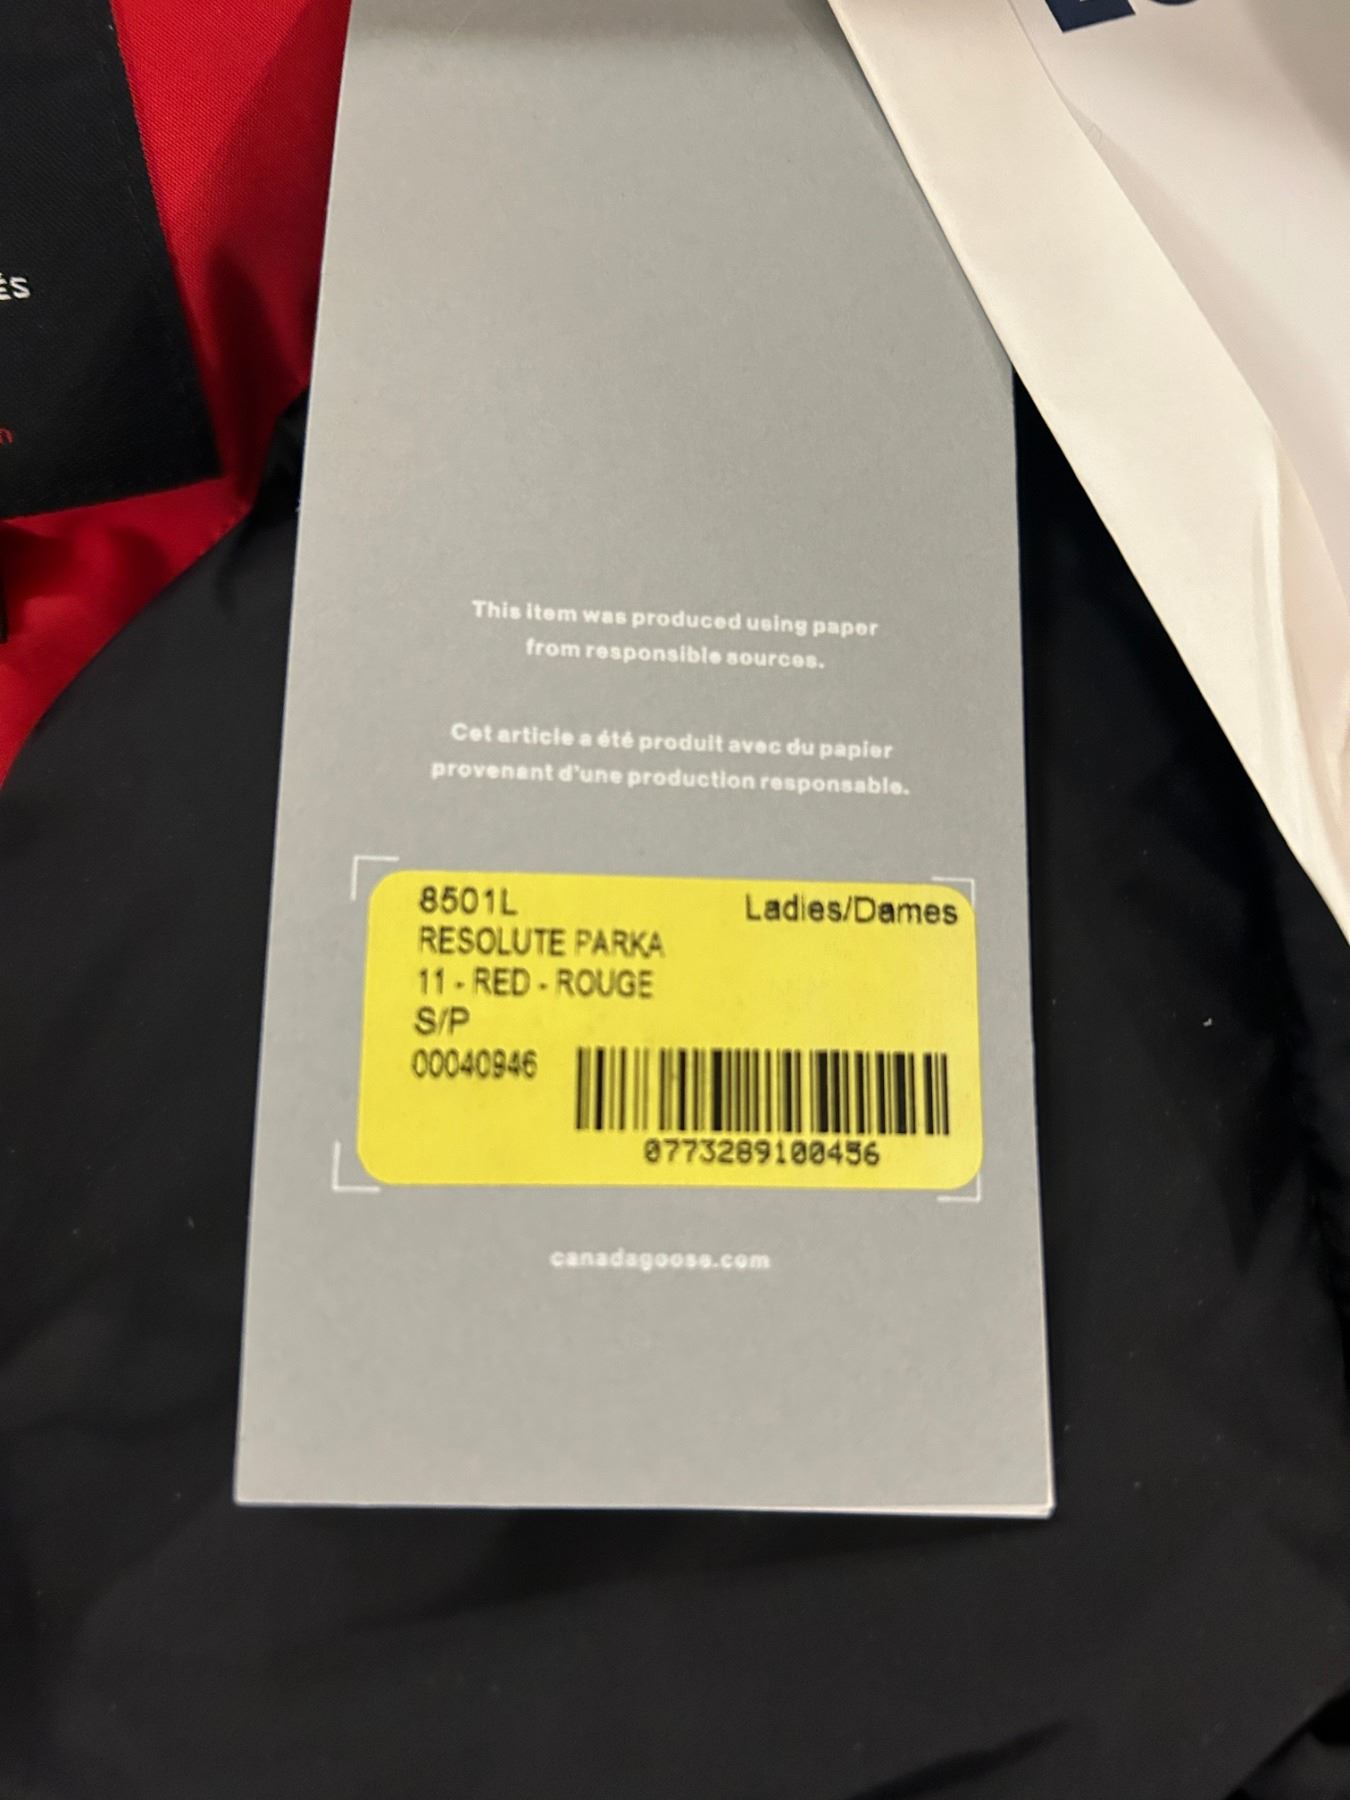 ÉS
n
This item was produced using paper
from responsible sources.
Cet article a été produit avec du papier
provenant d'une production responsable.
8501L Ladies/Dames
RESOLUTE PARKA
11 - RED - ROUGE
S/P
00040946
0773289100456
canadagoose.com